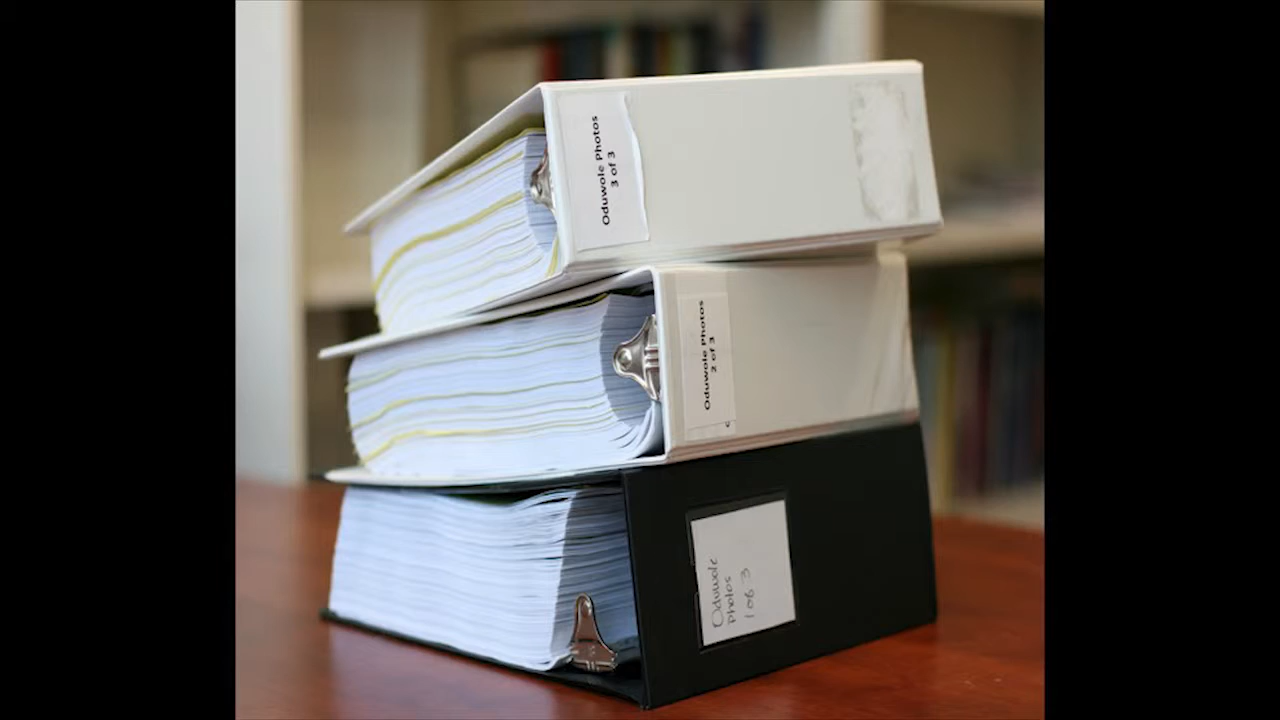 Oduwole Photos
3 of 3
Oduwole Photos
2 of 3
Oduwole
Photos
1 of 3